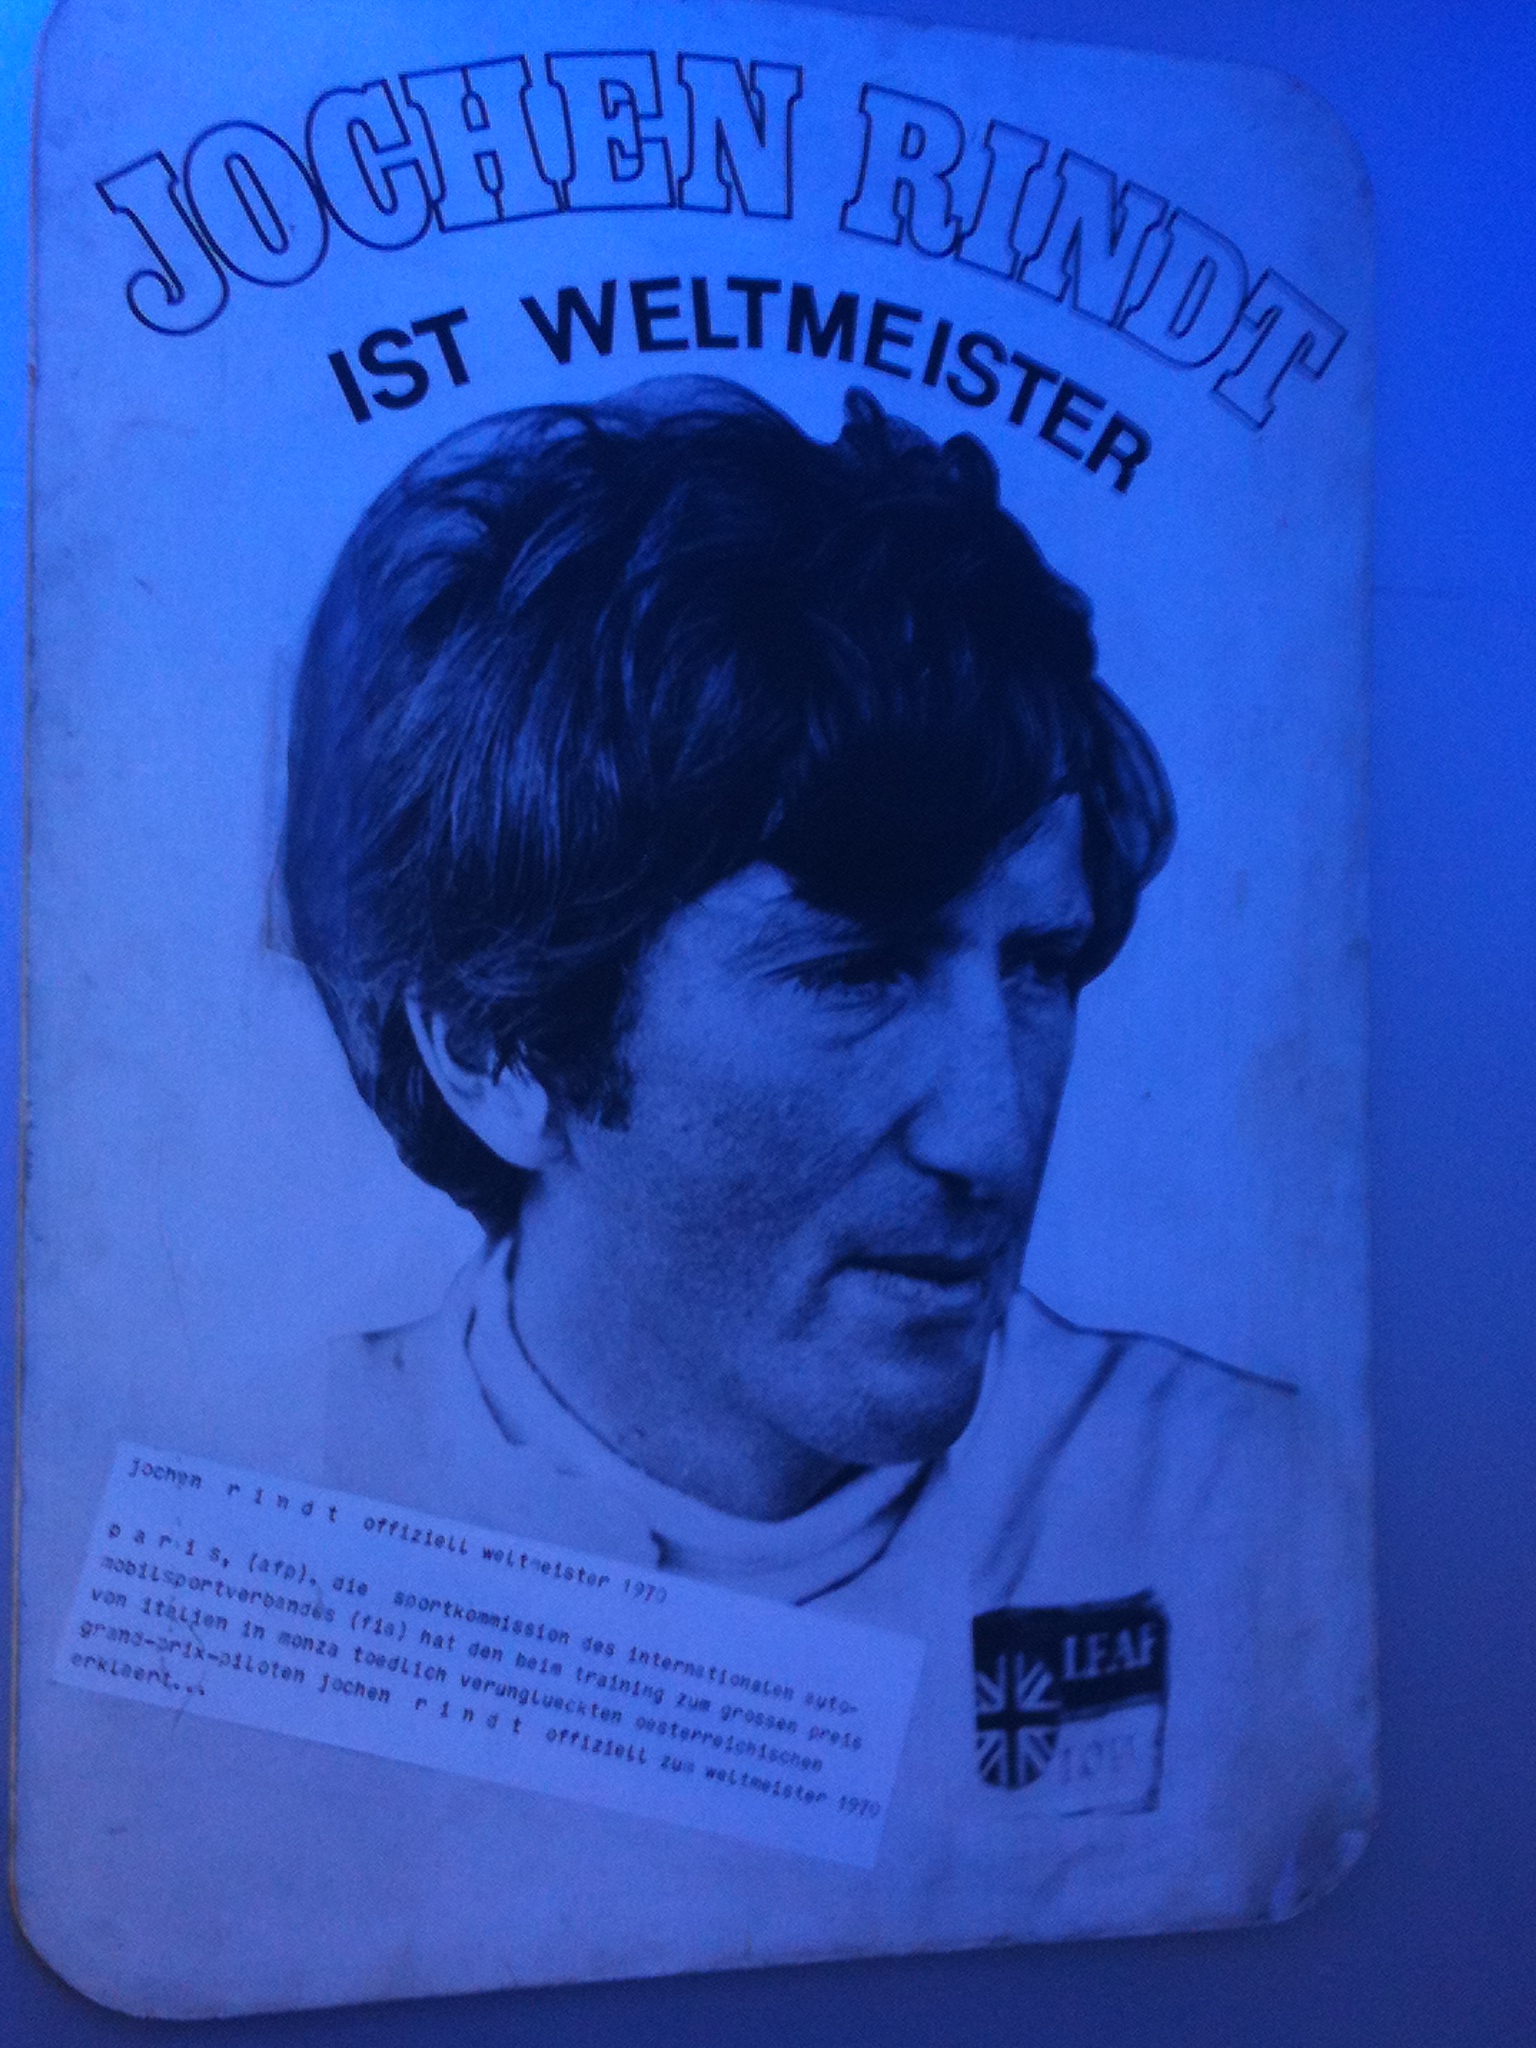 JOCHEN RINDT
IST WELTMEISTER
jochen r i n d t offiziell weltmeister 1970
p a r i s, (afp). die sportkommission des internationalen auto-
mobilsportverbandes (fia) hat den beim training zum grossen preis
von italien in monza toedlich verunglueckten oesterreichischen
grand-prix-piloten jochen r i n d t offiziell zum weltmeister 1970
erklaert...
LEAF